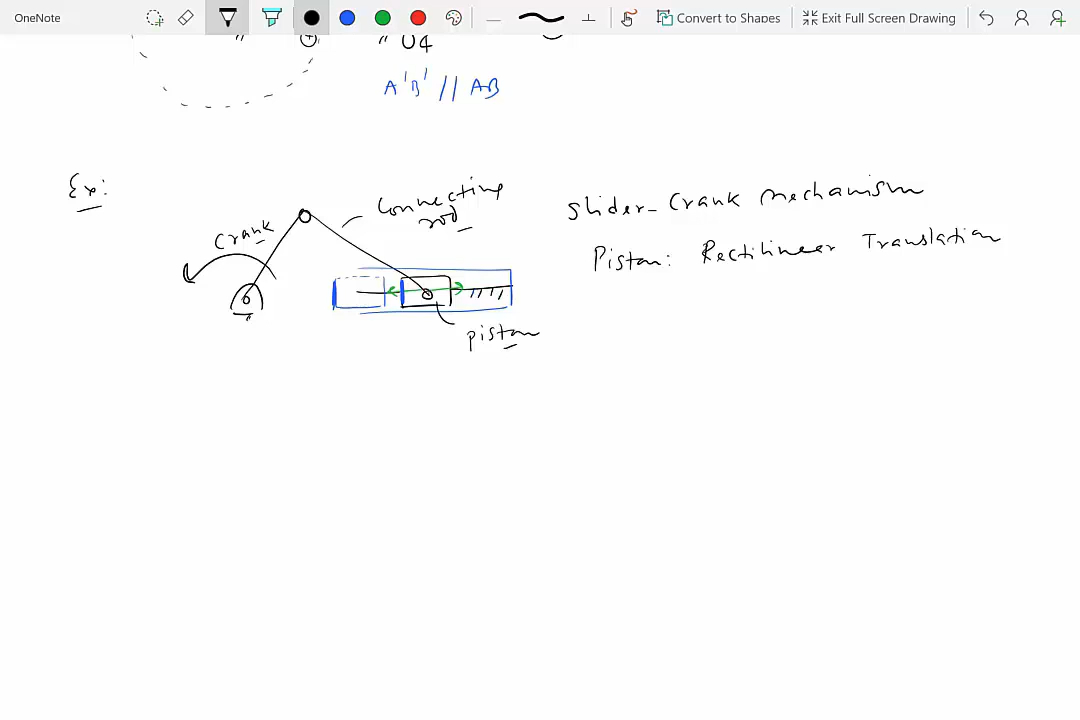 OneNote
Convert to Shapes
Exit Full Screen Drawing
" 04
A'B' // AB
Ex:
Crank
Connecting
rod
piston
Slider-Crank mechanism
Piston: Rectilinear Translation